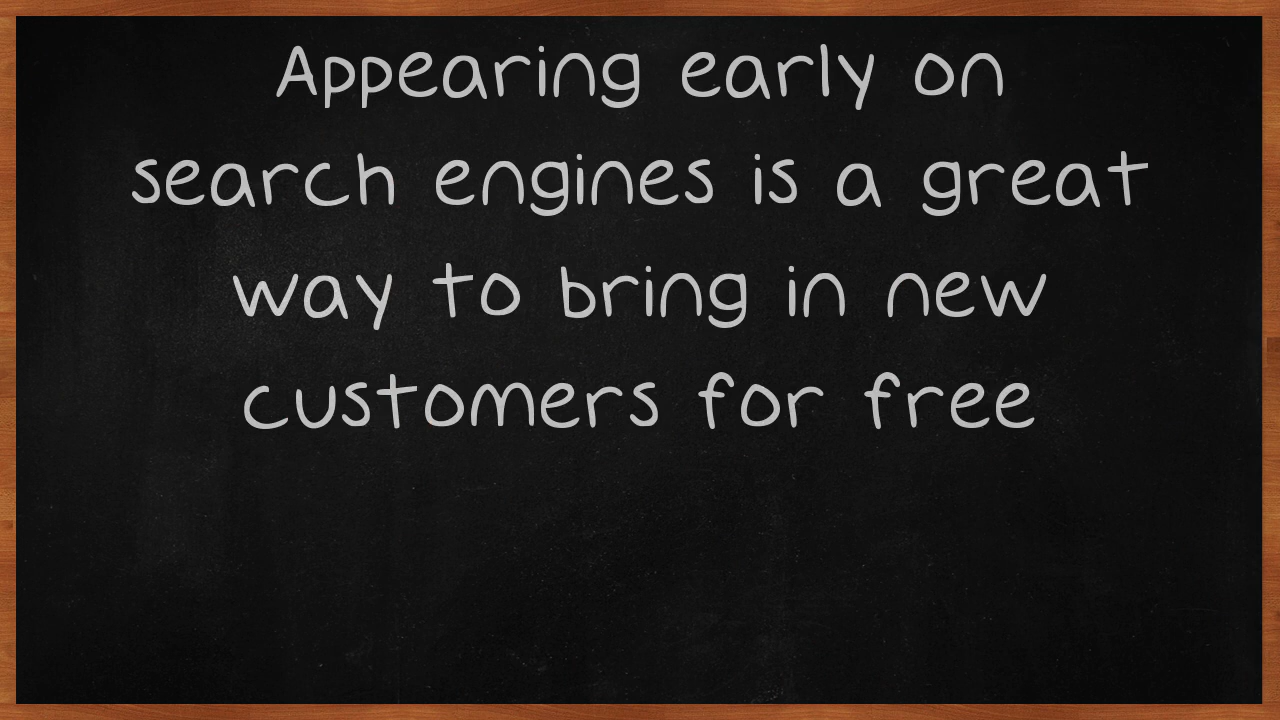 Appearing early on
search engines is a great
way to bring in new
customers for free